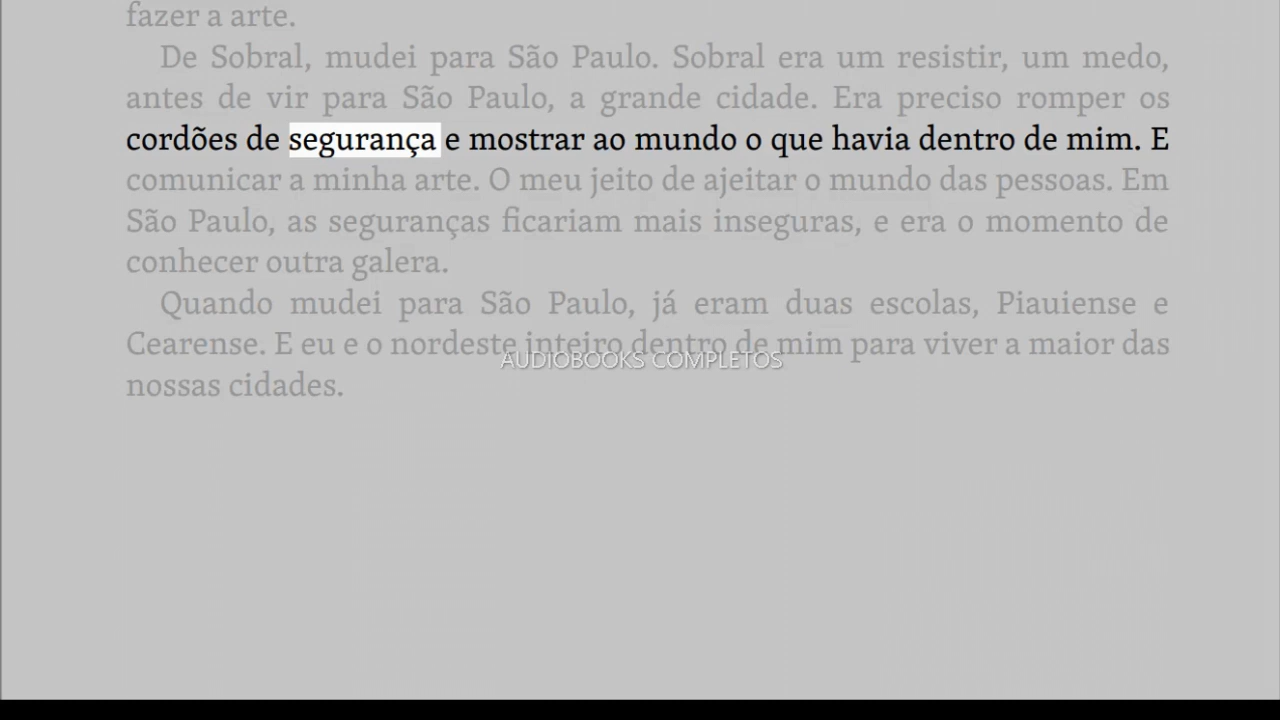 fazer a arte.
De Sobral, mudei para São Paulo. Sobral era um resistir, um medo,
antes de vir para São Paulo, a grande cidade. Era preciso romper os
cordões de segurança e mostrar ao mundo o que havia dentro de mim. E
comunicar a minha arte. O meu jeito de ajeitar o mundo das pessoas. Em
São Paulo, as seguranças ficariam mais inseguras, e era o momento de
conhecer outra galera.
Quando mudei para São Paulo, já eram duas escolas, Piauiense e
Cearense. E eu e o nordeste inteiro dentro de mim para viver a maior das
AUDIOBOOKS COMPLETOS
nossas cidades.